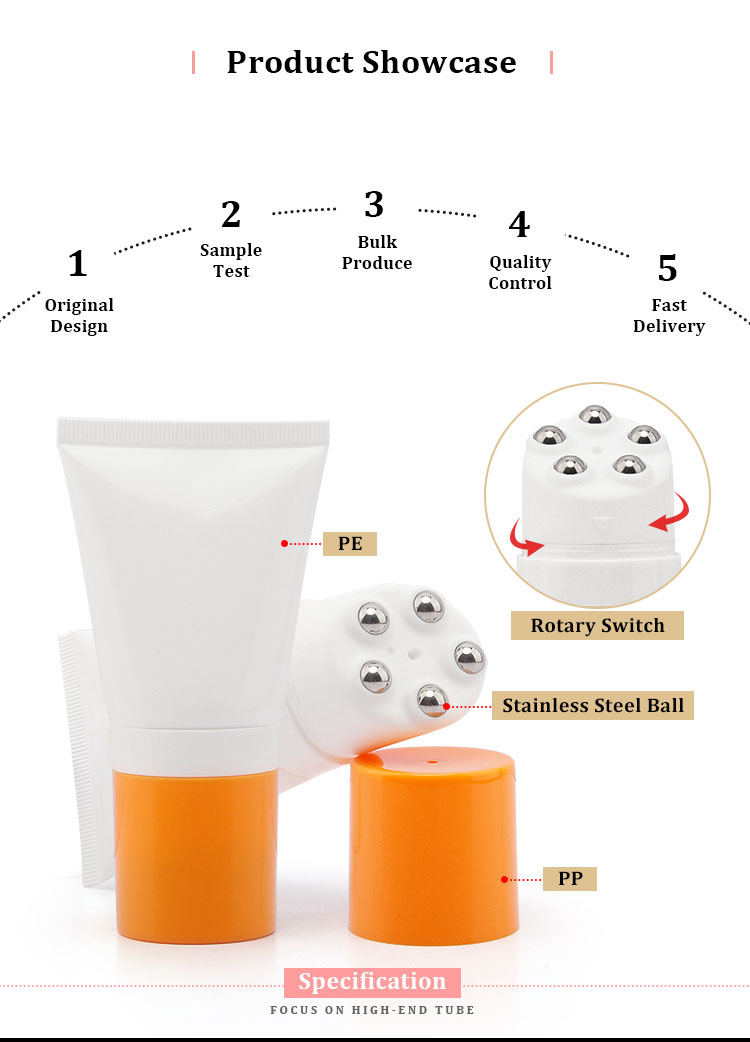 Product Showcase
1
Original
Design
2
Sample
Test
3
Bulk
Produce
4
Quality
Control
5
Fast
Delivery
PE
Rotary Switch
Stainless Steel Ball
PP
Specification
FOCUS ON HIGH-END TUBE